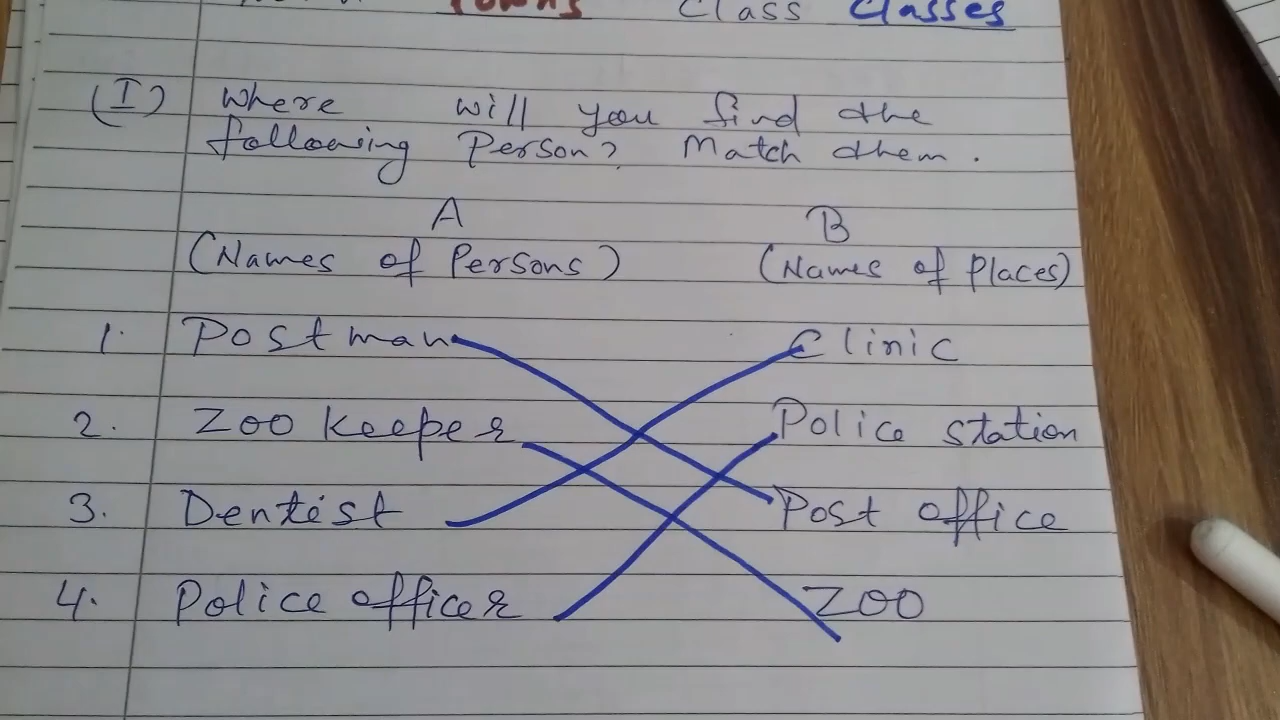 Class Classes
(I) Where will you find the
following Person? Match them.
A B
(Names of Persons) (Names of Places)
1. Postman Clinic
2. Zoo keeper Police station
3. Dentist Post office
4. Police officer Zoo